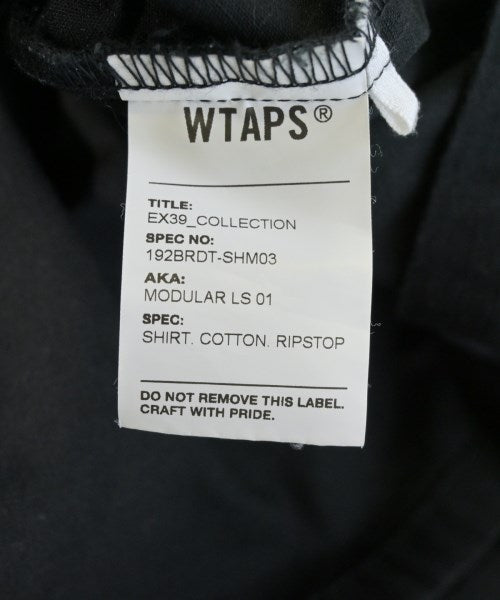 WTAPS®
TITLE:
EX39_COLLECTION
SPEC NO:
192BRDT-SHM03
AKA:
MODULAR LS 01
SPEC:
SHIRT. COTTON. RIPSTOP
DO NOT REMOVE THIS LABEL.
CRAFT WITH PRIDE.